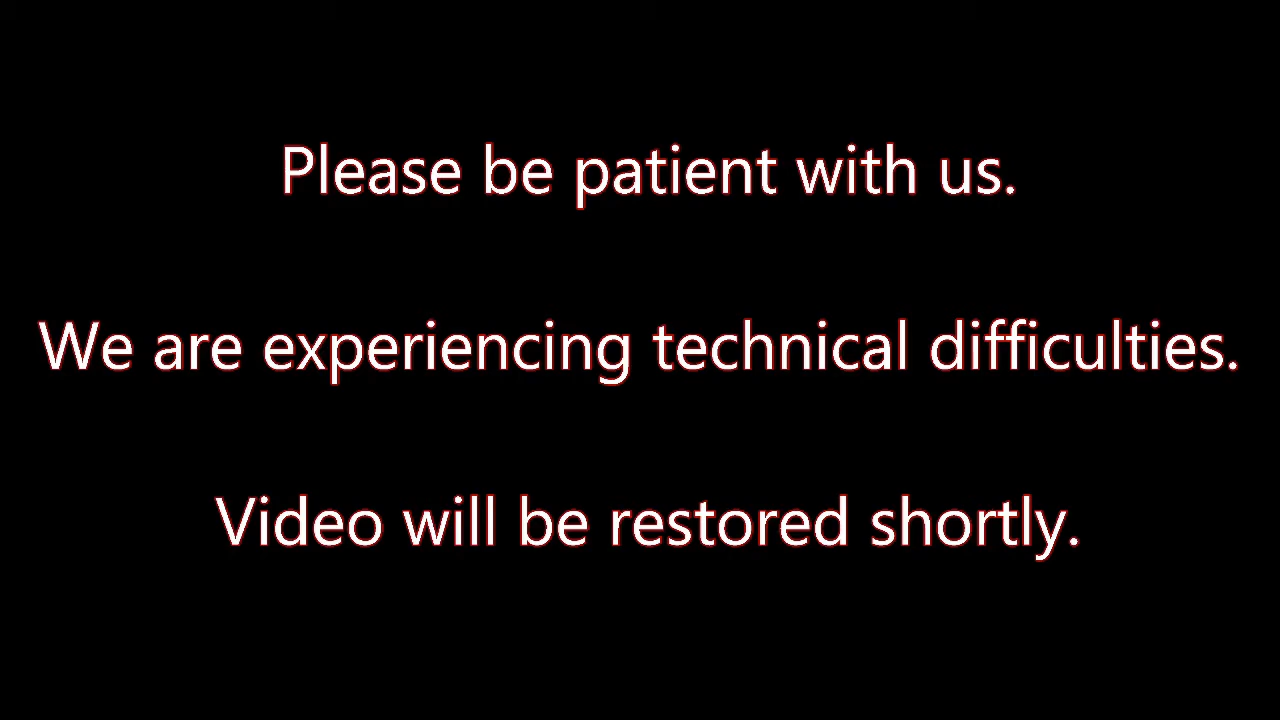 Please be patient with us.
We are experiencing technical difficulties.
Video will be restored shortly.